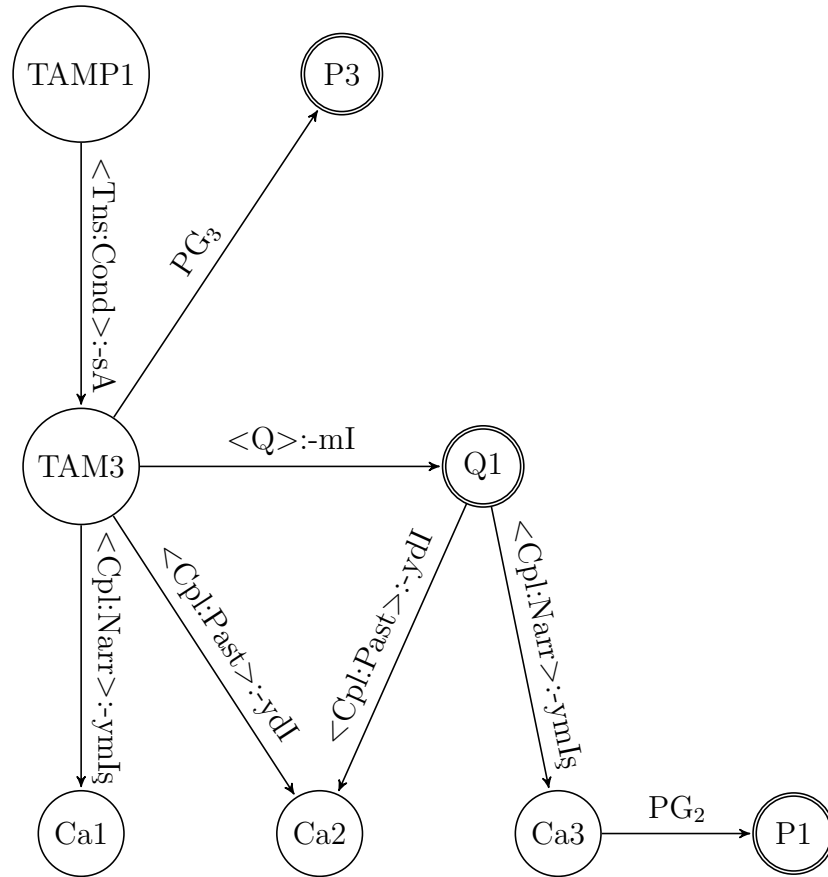 TAMP1
P3
<Tns:Cond>:-sA
PG₃
TAM3
<Q>:-mI
Q1
<Cpl:Narr>:-ymIş
<Cpl:Past>:-ydI
<Cpl:Past>:-ydI
<Cpl:Narr>:-ymIş
Ca1
Ca2
Ca3
PG₂
P1